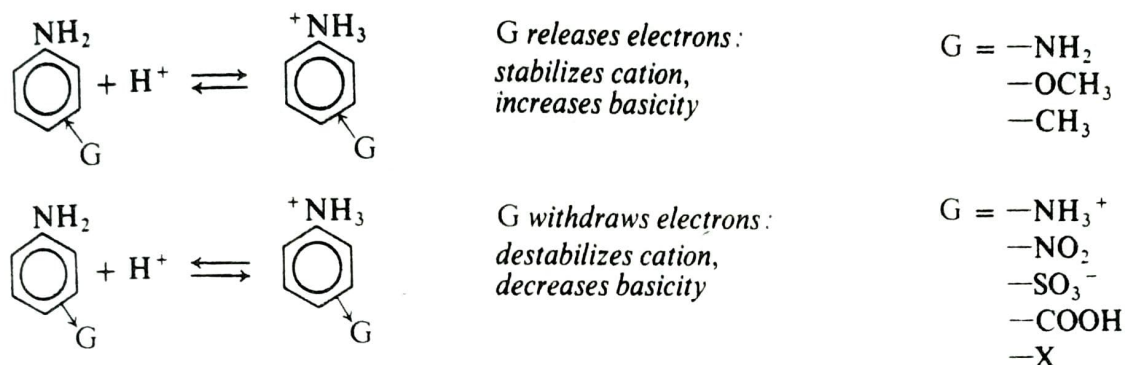 NH₂ + H⁺ ⇌ ⁺NH₃ G releases electrons: G = —NH₂
stabilizes cation, —OCH₃
increases basicity —CH₃
G G
NH₂ + H⁺ ⇌ ⁺NH₃ G withdraws electrons: G = —NH₃⁺
destabilizes cation, —NO₂
decreases basicity —SO₃⁻
G G —COOH
—X